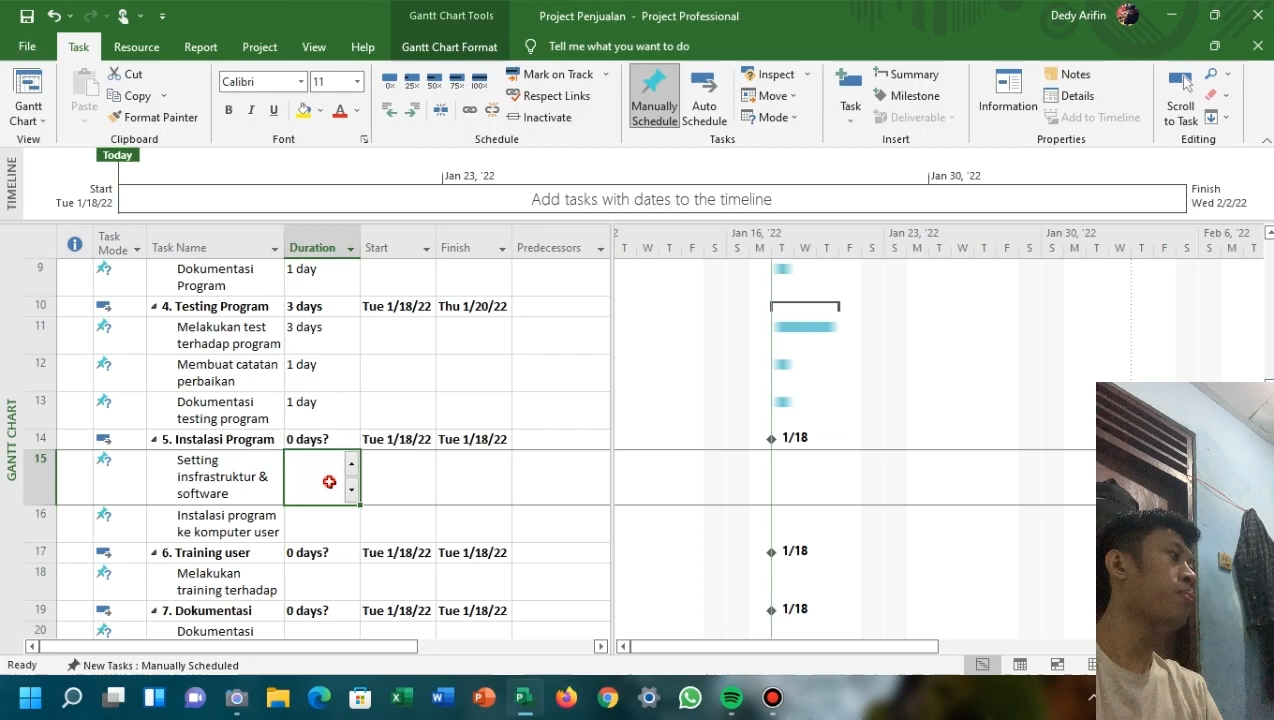 Gantt Chart Tools
Project Penjualan - Project Professional
Dedy Arifin
File
Task
Resource
Report
Project
View
Help
Gantt Chart Format
Tell me what you want to do
Gantt
Chart
View
Paste
Cut
Copy
Format Painter
Clipboard
Calibri
11
B I U
A
Font
0% 25% 50% 75% 100%
Mark on Track
Respect Links
Inactivate
Schedule
Manually
Schedule
Auto
Schedule
Inspect
Move
Mode
Tasks
Task
Summary
Milestone
Deliverable
Insert
Information
Notes
Details
Add to Timeline
Properties
Scroll
to Task
Editing
TIMELINE
Today
Start
Tue 1/18/22
Jan 23, '22
Jan 30, '22
Add tasks with dates to the timeline
Finish
Wed 2/2/22
GANTT CHART
Task
Mode
Task Name
Duration
Start
Finish
Predecessors
2
Jan 16, '22
Jan 23, '22
Jan 30, '22
Feb 6, '22
T W T F S S M T W T F S S M T W T F S S M T W T F S S M T
9 Dokumentasi 1 day
Program
10 4. Testing Program 3 days Tue 1/18/22 Thu 1/20/22
11 Melakukan test 3 days
terhadap program
12 Membuat catatan 1 day
perbaikan
13 Dokumentasi 1 day
testing program
14 5. Instalasi Program 0 days? Tue 1/18/22 Tue 1/18/22 1/18
15 Setting
insfrastruktur &
software
16 Instalasi program
ke komputer user
17 6. Training user 0 days? Tue 1/18/22 Tue 1/18/22 1/18
18 Melakukan
training terhadap
19 7. Dokumentasi 0 days? Tue 1/18/22 Tue 1/18/22 1/18
20 Dokumentasi
Ready
New Tasks : Manually Scheduled